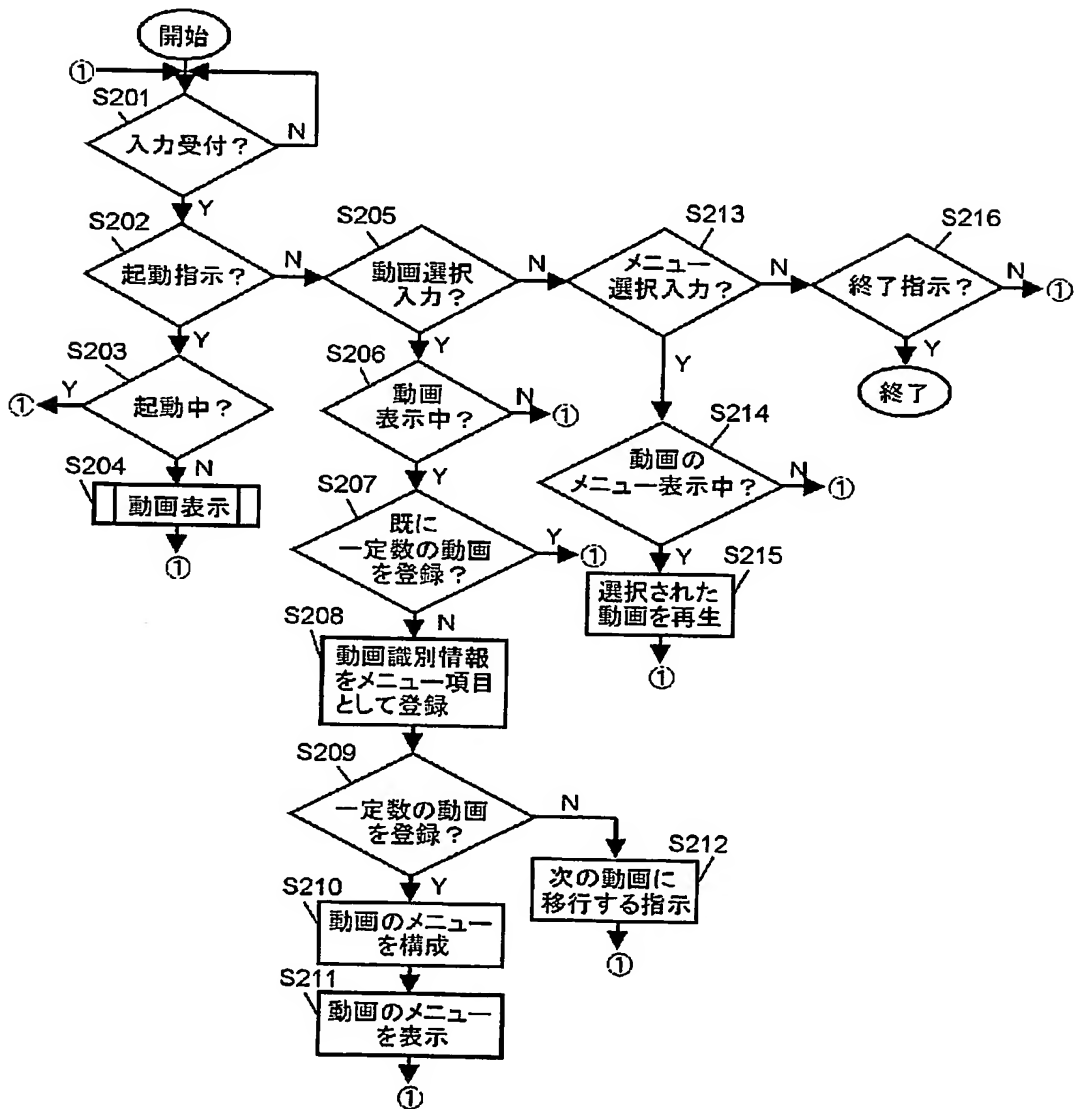 開始
①
S201
入力受付?
N
Y
S202
起動指示?
N
Y
S203
起動中?
Y
①
N
S204
動画表示
①
S205
動画選択
入力?
N
Y
S206
動画
表示中?
N
①
Y
S207
既に
一定数の動画
を登録?
Y
①
N
S208
動画識別情報
をメニュー項目
として登録
S209
一定数の動画
を登録?
N
Y
S210
動画のメニュー
を構成
S211
動画のメニュー
を表示
①
S212
次の動画に
移行する指示
①
S213
メニュー
選択入力?
N
Y
S214
動画の
メニュー表示中?
N
①
Y
S215
選択された
動画を再生
①
S216
終了指示?
N
①
Y
終了